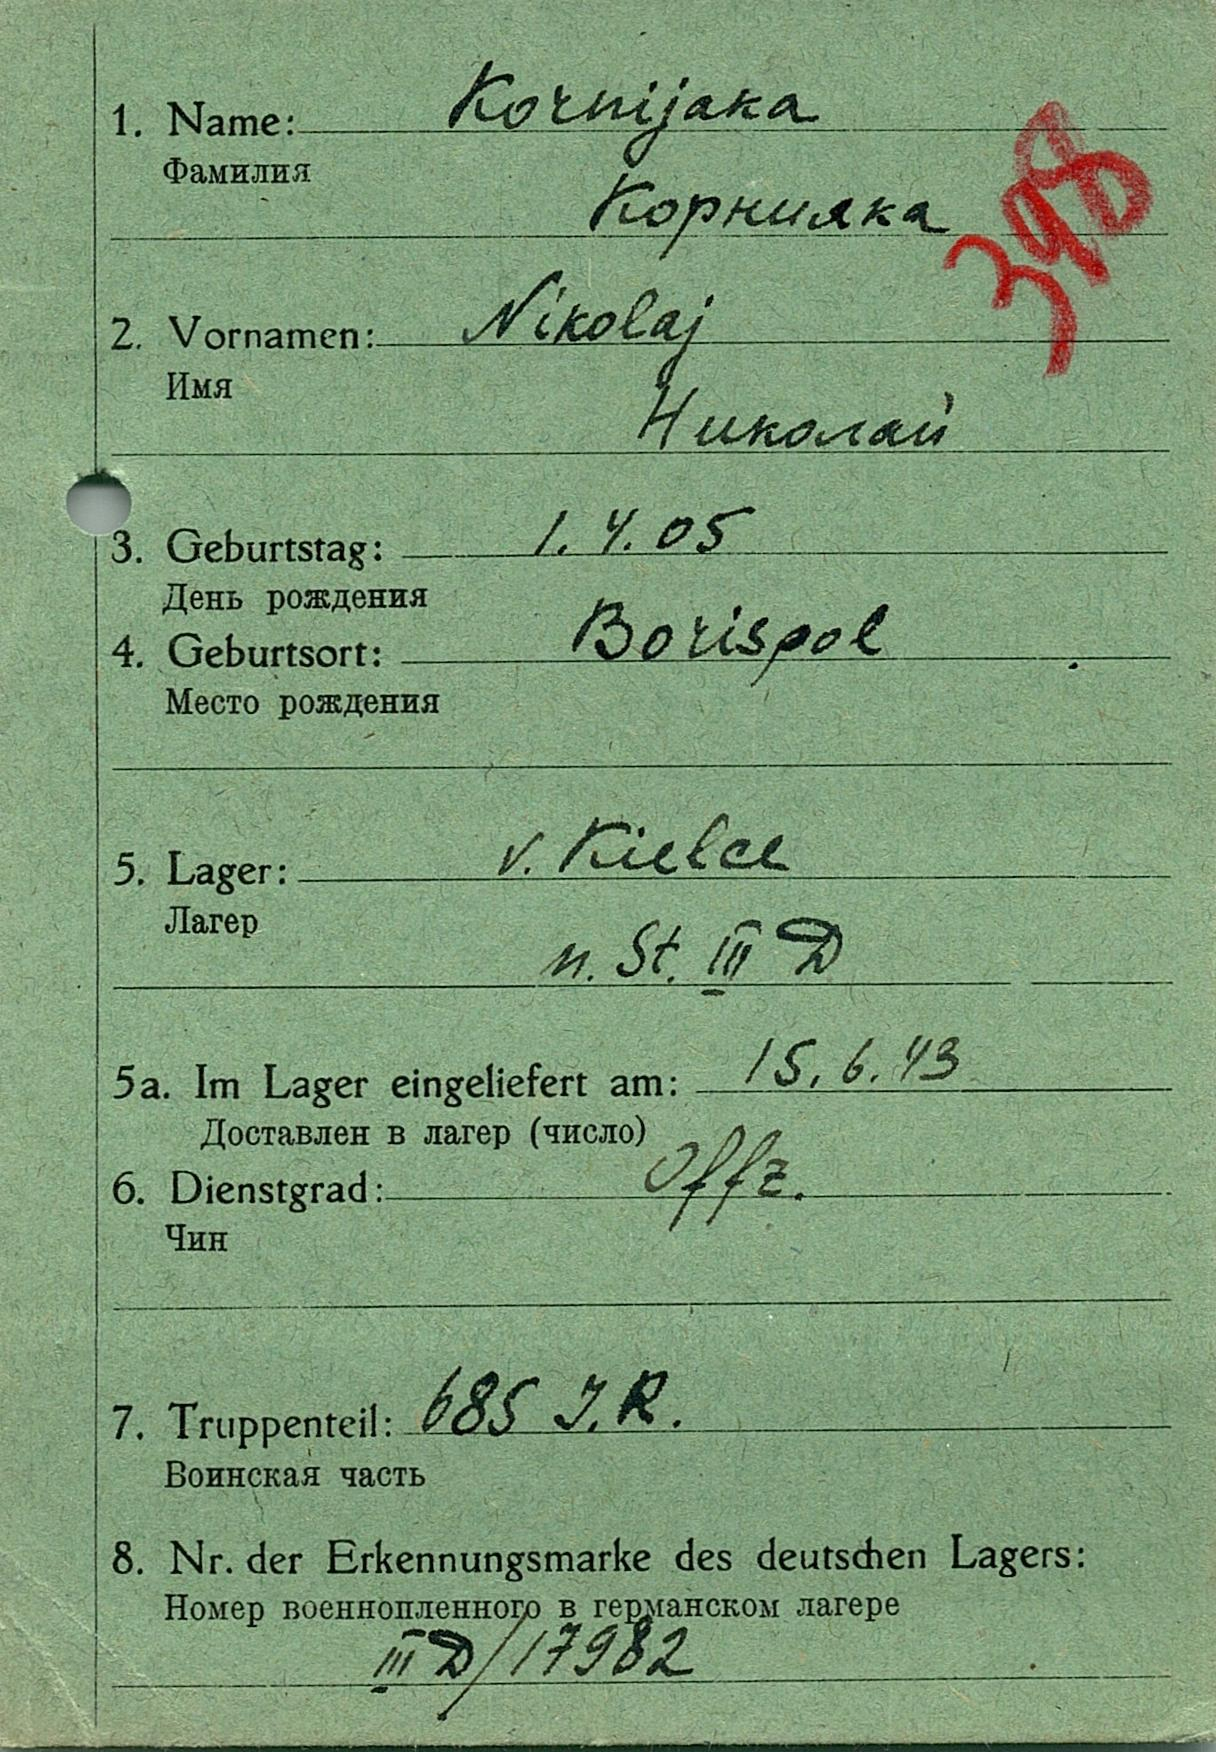 1. Name: Kornijaka
Фамилия
Корнияка
398
2. Vornamen: Nikolaj
Имя
Николай
3. Geburtstag: 1.4.05
День рождения
4. Geburtsort: Borispol
Место рождения
5. Lager: v. Kielce
Лагер
n. St. III D
5a. Im Lager eingeliefert am: 15.6.43
Доставлен в лагер (число)
6. Dienstgrad: Offz.
Чин
7. Truppenteil: 685 J.R.
Воинская часть
8. Nr. der Erkennungsmarke des deutschen Lagers:
Номер военнопленного в германском лагере
III D/17982